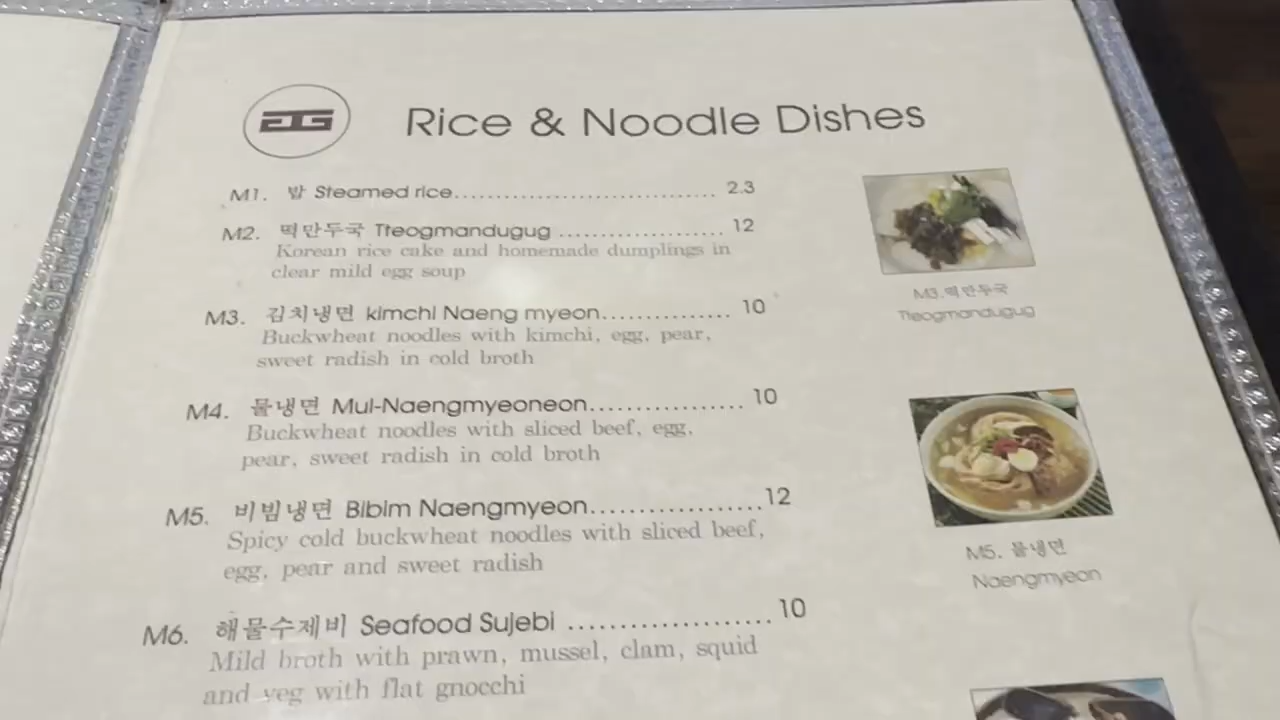 Rice & Noodle Dishes
M1. 밥 Steamed rice.............................. 2.3
M2. 떡만두국 Tteogmandugug .................... 12
Korean rice cake and homemade dumplings in
clear mild egg soup
M3. 김치냉면 kimchi Naeng myeon............... 10
Buckwheat noodles with kimchi, egg, pear,
sweet radish in cold broth
M4. 물냉면 Mul-Naengmyeoneon................. 10
Buckwheat noodles with sliced beef, egg,
pear, sweet radish in cold broth
M5. 비빔냉면 Bibim Naengmyeon..................12
Spicy cold buckwheat noodles with sliced beef,
egg, pear and sweet radish
M6. 해물수제비 Seafood Sujebi .................... 10
Mild broth with prawn, mussel, clam, squid
and veg with flat gnocchi
M3.떡만두국
Tteogmandugug
M5. 물냉면
Naengmyeon